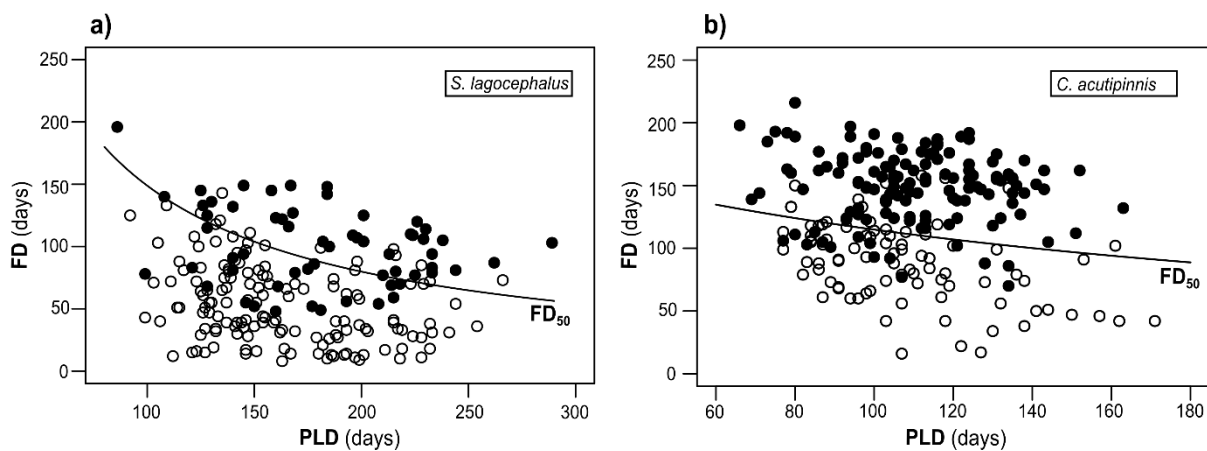 a)
250
200
150
100
50
0
FD (days)
S. lagocephalus
FD50
100 150 200 250 300
PLD (days)
b)
250
200
150
100
50
0
FD (days)
C. acutipinnis
FD50
60 80 100 120 140 160 180
PLD (days)